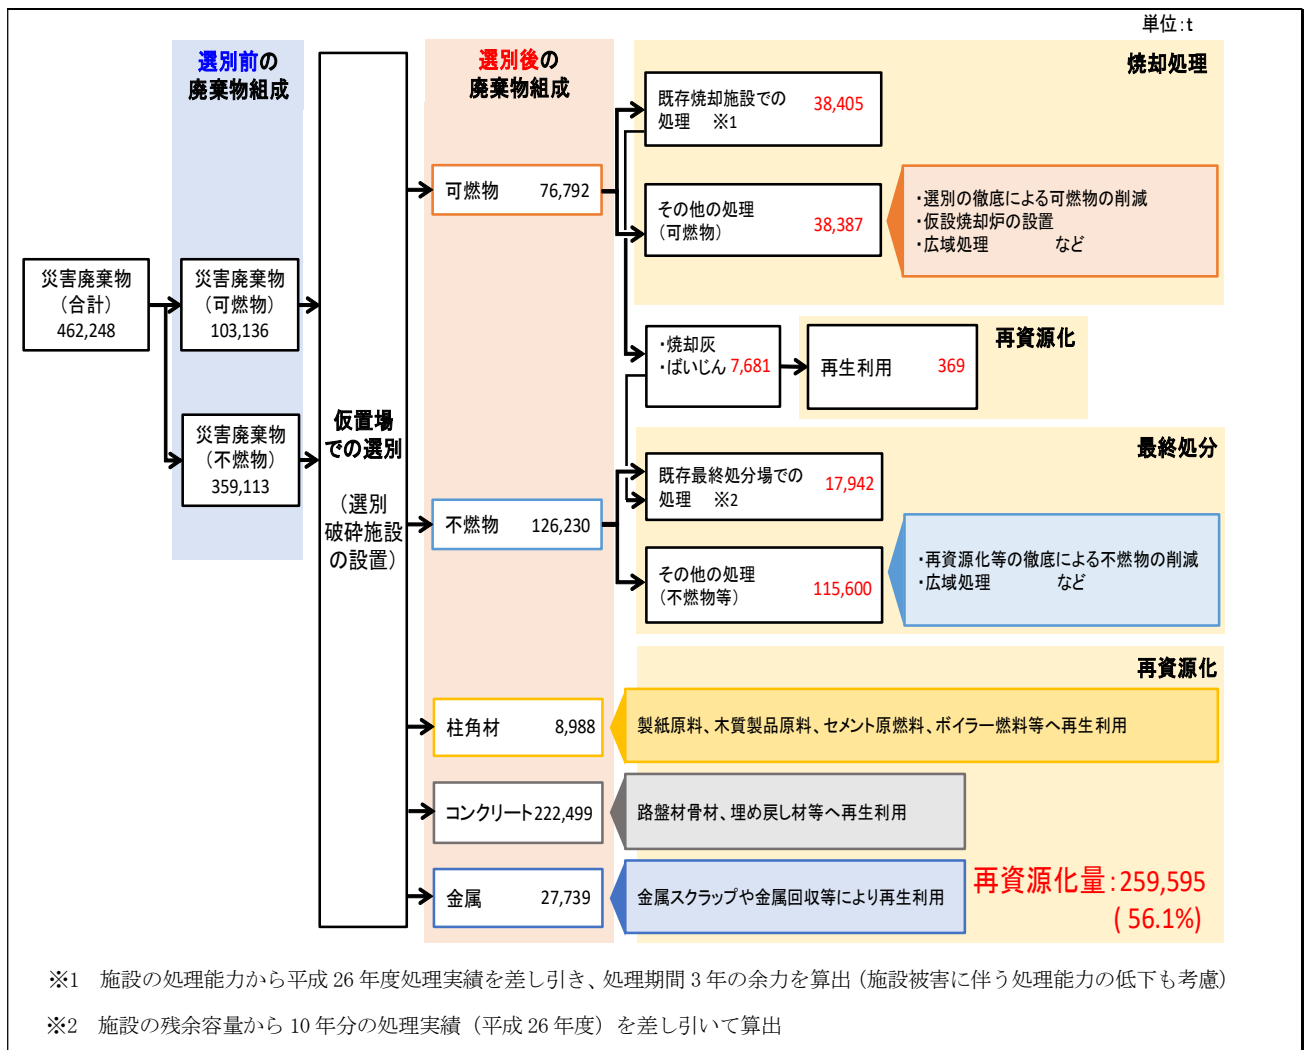 単位:t
選別前の
廃棄物組成
選別後の
廃棄物組成
焼却処理
既存焼却施設での
処理　※1
38,405
可燃物 76,792
その他の処理
(可燃物)
38,387
・選別の徹底による可燃物の削減
・仮設焼却炉の設置
・広域処理　　　など
災害廃棄物
(合計)
462,248
災害廃棄物
(可燃物)
103,136
再資源化
・焼却灰
・ばいじん 7,681
再生利用 369
仮置場
での選別
(選別
破砕施設
の設置)
災害廃棄物
(不燃物)
359,113
最終処分
既存最終処分場での
処理　※2
17,942
不燃物 126,230
その他の処理
(不燃物等)
115,600
・再資源化等の徹底による不燃物の削減
・広域処理　　　など
再資源化
柱角材 8,988
製紙原料、木質製品原料、セメント原燃料、ボイラー燃料等へ再生利用
コンクリート 222,499
路盤材骨材、埋め戻し材等へ再生利用
金属 27,739
金属スクラップや金属回収等により再生利用
再資源化量:259,595
( 56.1%)
※1　施設の処理能力から平成 26 年度処理実績を差し引き、処理期間 3 年の余力を算出（施設被害に伴う処理能力の低下も考慮）
※2　施設の残余容量から 10 年分の処理実績（平成 26 年度）を差し引いて算出